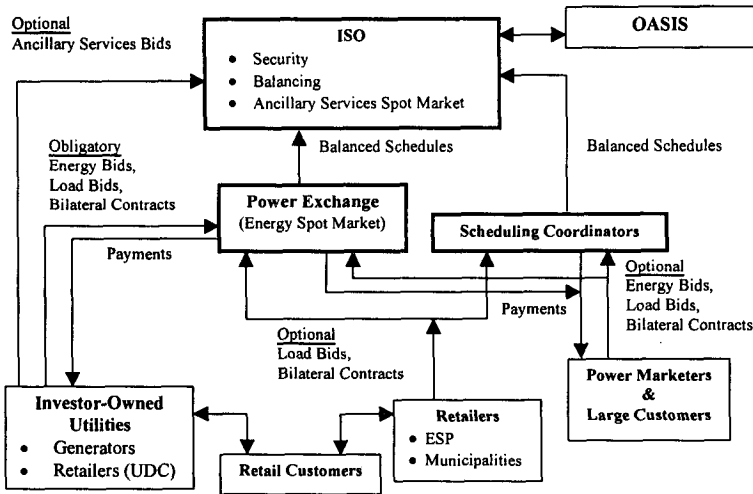 Optional
Ancillary Services Bids
ISO
• Security
• Balancing
• Ancillary Services Spot Market
OASIS
Obligatory
Energy Bids,
Load Bids,
Bilateral Contracts
Balanced Schedules
Balanced Schedules
Power Exchange
(Energy Spot Market)
Scheduling Coordinators
Payments
Optional
Energy Bids,
Load Bids,
Bilateral Contracts
Payments
Optional
Load Bids,
Bilateral Contracts
Investor-Owned
Utilities
• Generators
• Retailers (UDC)
Retail Customers
Retailers
• ESP
• Municipalities
Power Marketers
&
Large Customers